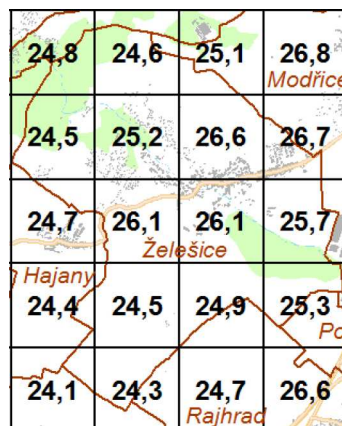 24,8 24,6 25,1 26,8
Modřice
24,5 25,2 26,6 26,7
24,7 26,1 26,1 25,7
Želešice
Hajany
24,4 24,5 24,9 25,3
Po
24,1 24,3 24,7 26,6
Rajhrad